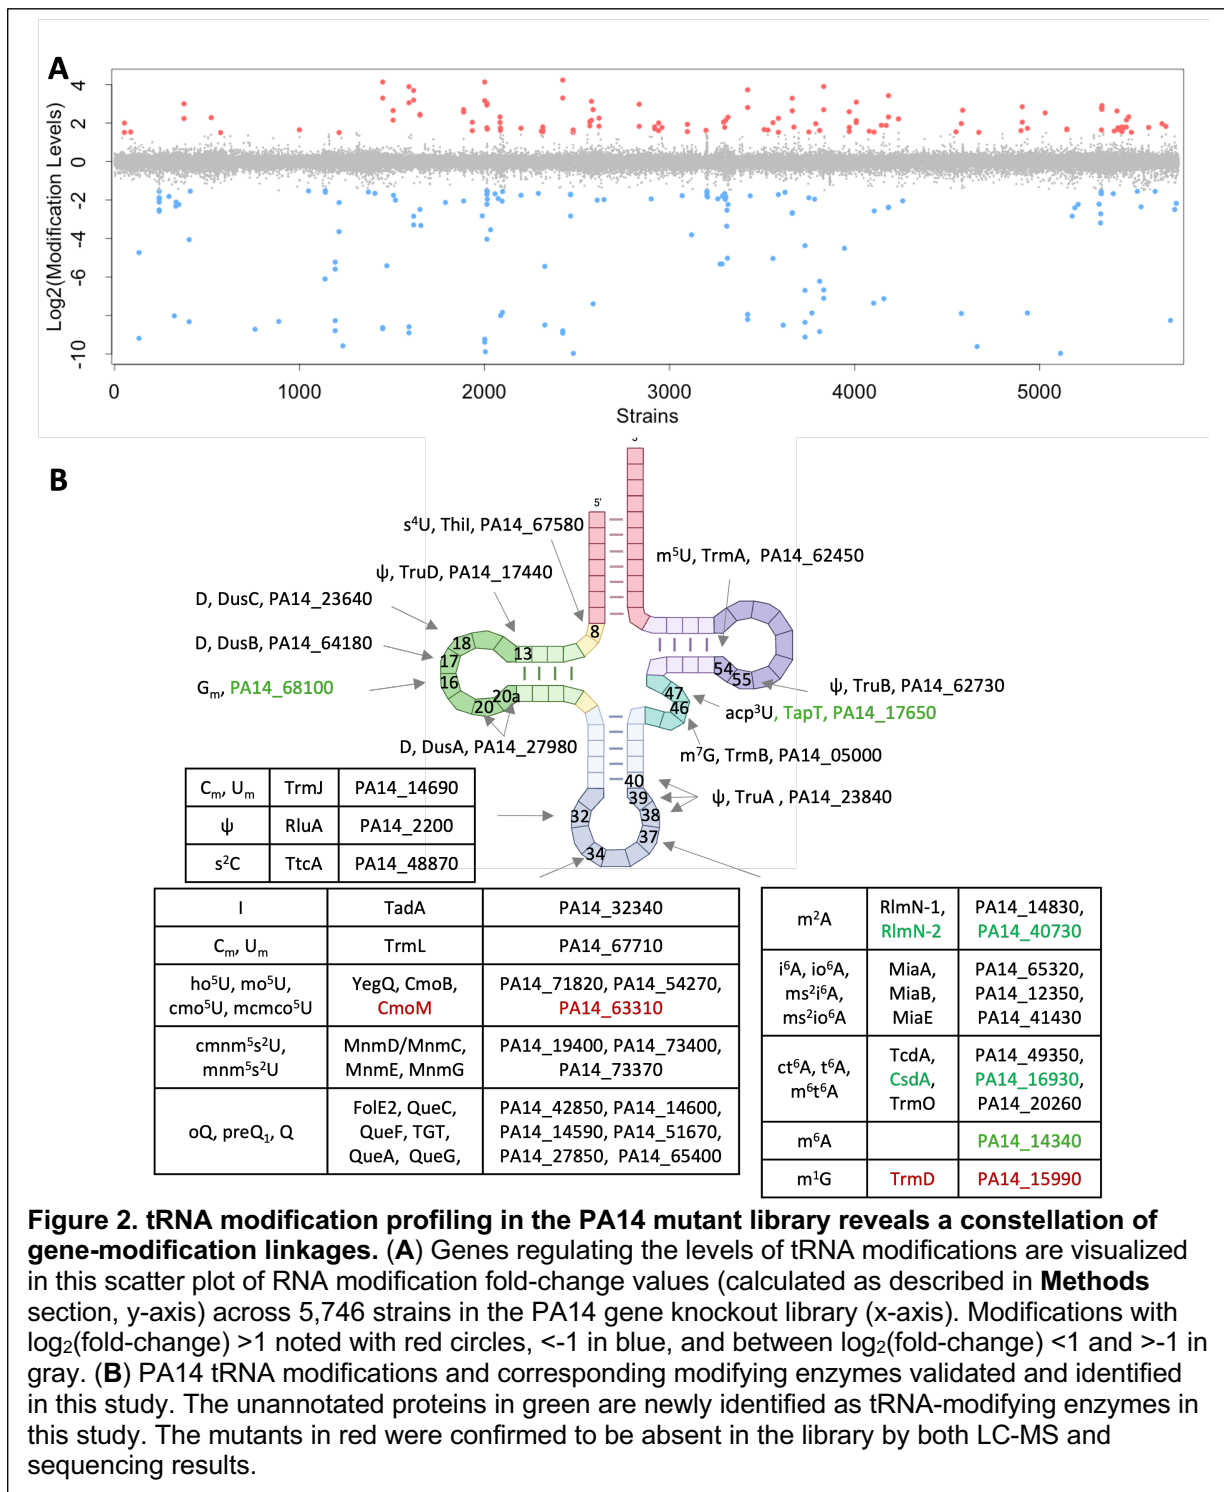 A
Log2(Modification Levels)
4
2
0
-2
-4
-6
-10
0 1000 2000 3000 4000 5000
Strains
B
5'
s⁴U, ThiI, PA14_67580
m⁵U, TrmA, PA14_62450
ψ, TruD, PA14_17440
D, DusC, PA14_23640
D, DusB, PA14_64180
Gₘ, PA14_68100
D, DusA, PA14_27980
8
18
17
16
13
20
20a
54
55
47
46
ψ, TruB, PA14_62730
acp³U, TapT, PA14_17650
m⁷G, TrmB, PA14_05000
40
39
38
37
32
34
ψ, TruA , PA14_23840
Cₘ, Uₘ TrmJ PA14_14690
ψ RluA PA14_2200
s²C TtcA PA14_48870
I TadA PA14_32340
Cₘ, Uₘ TrmL PA14_67710
ho⁵U, mo⁵U, YegQ, CmoB, PA14_71820, PA14_54270,
cmo⁵U, mcmco⁵U CmoM PA14_63310
cmnm⁵s²U, MnmD/MnmC, PA14_19400, PA14_73400,
mnm⁵s²U MnmE, MnmG PA14_73370
FolE2, QueC, PA14_42850, PA14_14600,
oQ, preQ₁, Q QueF, TGT, PA14_14590, PA14_51670,
QueA, QueG, PA14_27850, PA14_65400
m²A RlmN-1, PA14_14830,
RlmN-2 PA14_40730
i⁶A, io⁶A, MiaA, PA14_65320,
ms²i⁶A, MiaB, PA14_12350,
ms²io⁶A MiaE PA14_41430
ct⁶A, t⁶A, TcdA, PA14_49350,
m⁶t⁶A CsdA, PA14_16930,
TrmO PA14_20260
m⁶A PA14_14340
m¹G TrmD PA14_15990
Figure 2. tRNA modification profiling in the PA14 mutant library reveals a constellation of
gene-modification linkages. (A) Genes regulating the levels of tRNA modifications are visualized
in this scatter plot of RNA modification fold-change values (calculated as described in Methods
section, y-axis) across 5,746 strains in the PA14 gene knockout library (x-axis). Modifications with
log₂(fold-change) >1 noted with red circles, <-1 in blue, and between log₂(fold-change) <1 and >-1 in
gray. (B) PA14 tRNA modifications and corresponding modifying enzymes validated and identified
in this study. The unannotated proteins in green are newly identified as tRNA-modifying enzymes in
this study. The mutants in red were confirmed to be absent in the library by both LC-MS and
sequencing results.